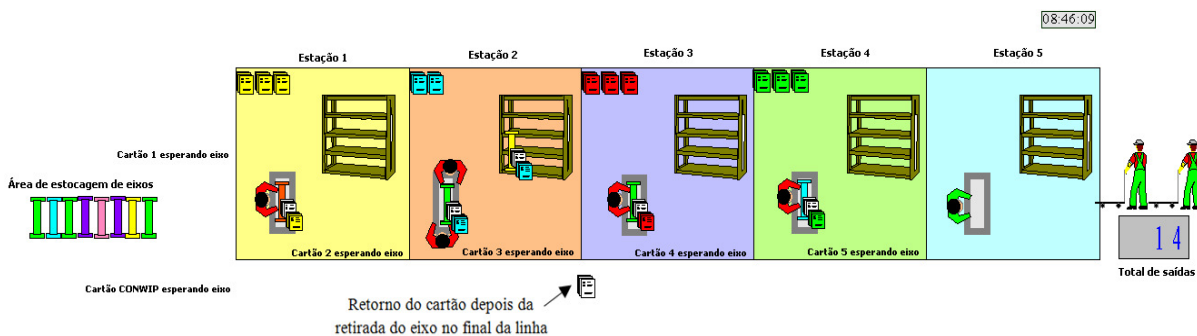 08:46:09
Estação 1
Estação 2
Estação 3
Estação 4
Estação 5
Cartão 1 esperando eixo
Área de estocagem de eixos
Cartão 2 esperando eixo
Cartão 3 esperando eixo
Cartão 4 esperando eixo
Cartão 5 esperando eixo
14
Total de saídas
Cartão CONWIP esperando eixo
Retorno do cartão depois da
retirada do eixo no final da linha